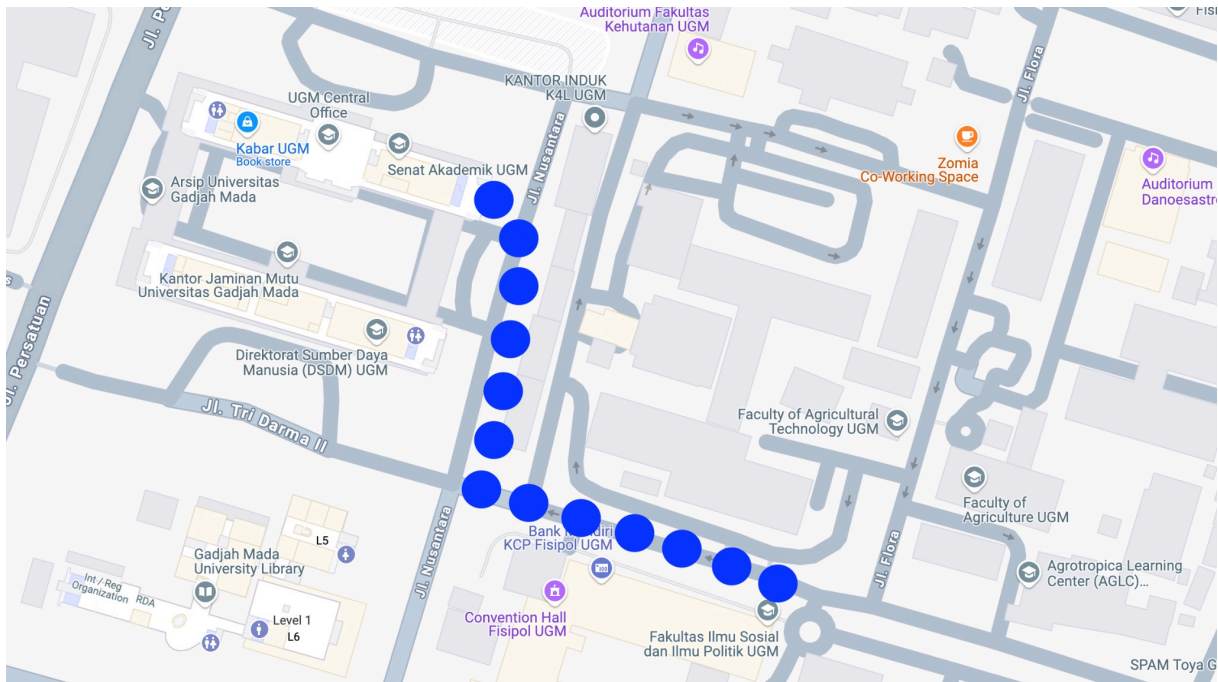 Auditorium Fakultas
Kehutanan UGM
KANTOR INDUK
K4L UGM
UGM Central
Office
Kabar UGM
Book store
Senat Akademik UGM
Jl. Nusantara
Jl. Flora
Zomia
Co-Working Space
Auditorium
Danoesastro
Arsip Universitas
Gadjah Mada
Kantor Jaminan Mutu
Universitas Gadjah Mada
Direktorat Sumber Daya
Manusia (DSDM) UGM
Jl. Persatuan
Jl. Tri Darma II
Faculty of Agricultural
Technology UGM
Faculty of
Agriculture UGM
Agrotropica Learning
Center (AGLC)...
Jl. Flora
Jl. Nusantara
KCP Fisipol UGM
Bank
Gadjah Mada
University Library
L5
Int / Reg
Organization
RDA
Level 1
L6
Convention Hall
Fisipol UGM
Fakultas Ilmu Sosial
dan Ilmu Politik UGM
SPAM Toya G